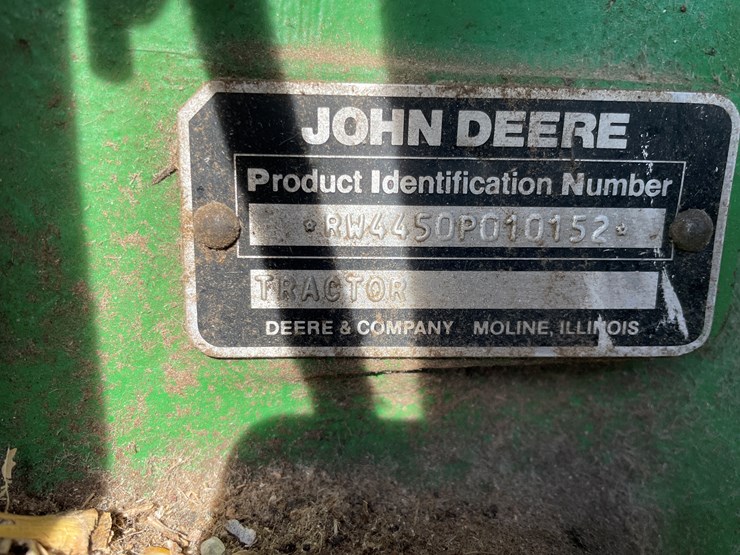 JOHN DEERE
Product Identification Number
*RW4450P010152*
TRACTOR
DEERE & COMPANY MOLINE, ILLINOIS